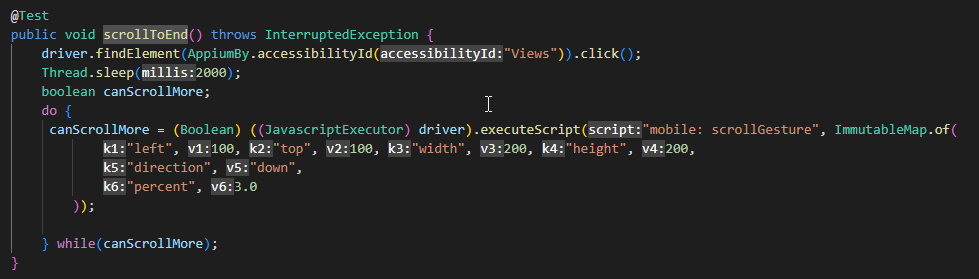 @Test
public void scrollToEnd() throws InterruptedException {
driver.findElement(AppiumBy.accessibilityId(accessibilityId:"Views")).click();
Thread.sleep(millis:2000);
boolean canScrollMore;
do {
canScrollMore = (Boolean) ((JavascriptExecutor) driver).executeScript(script:"mobile: scrollGesture", ImmutableMap.of(
k1:"left", v1:100, k2:"top", v2:100, k3:"width", v3:200, k4:"height", v4:200,
k5:"direction", v5:"down",
k6:"percent", v6:3.0
));
} while(canScrollMore);
}